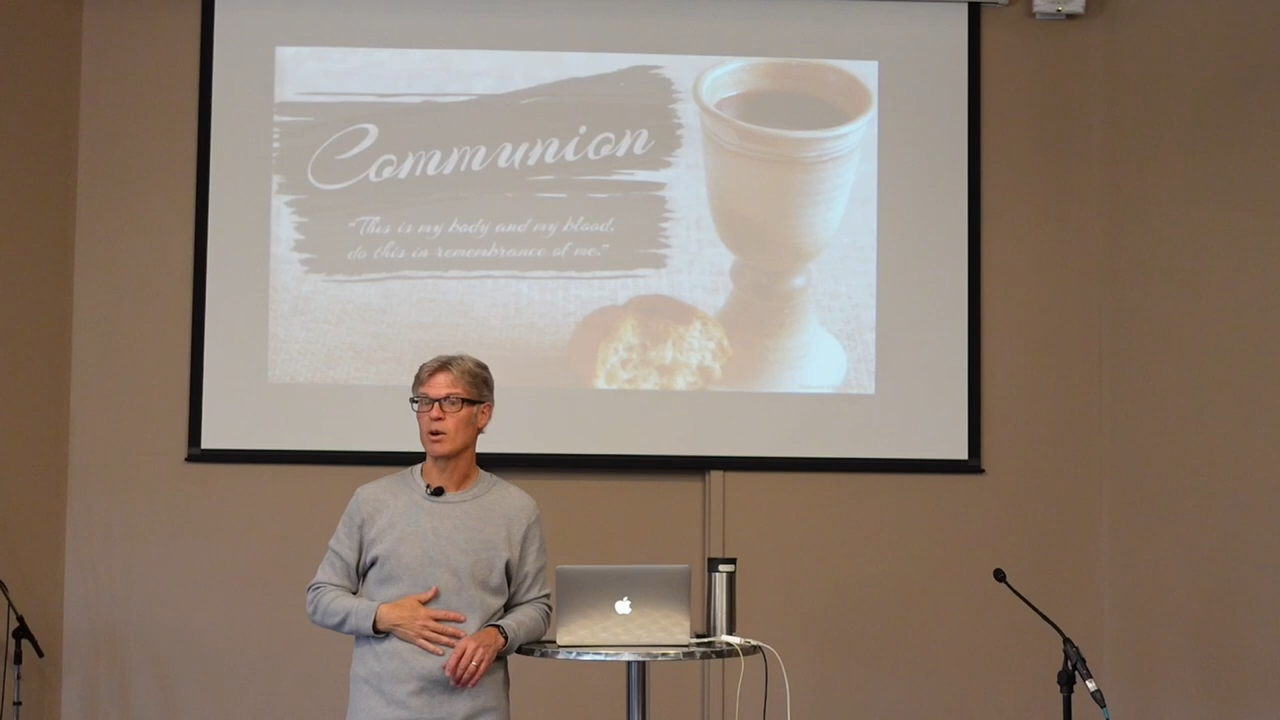 Communion
"This is my body and my blood,
do this in remembrance of me."